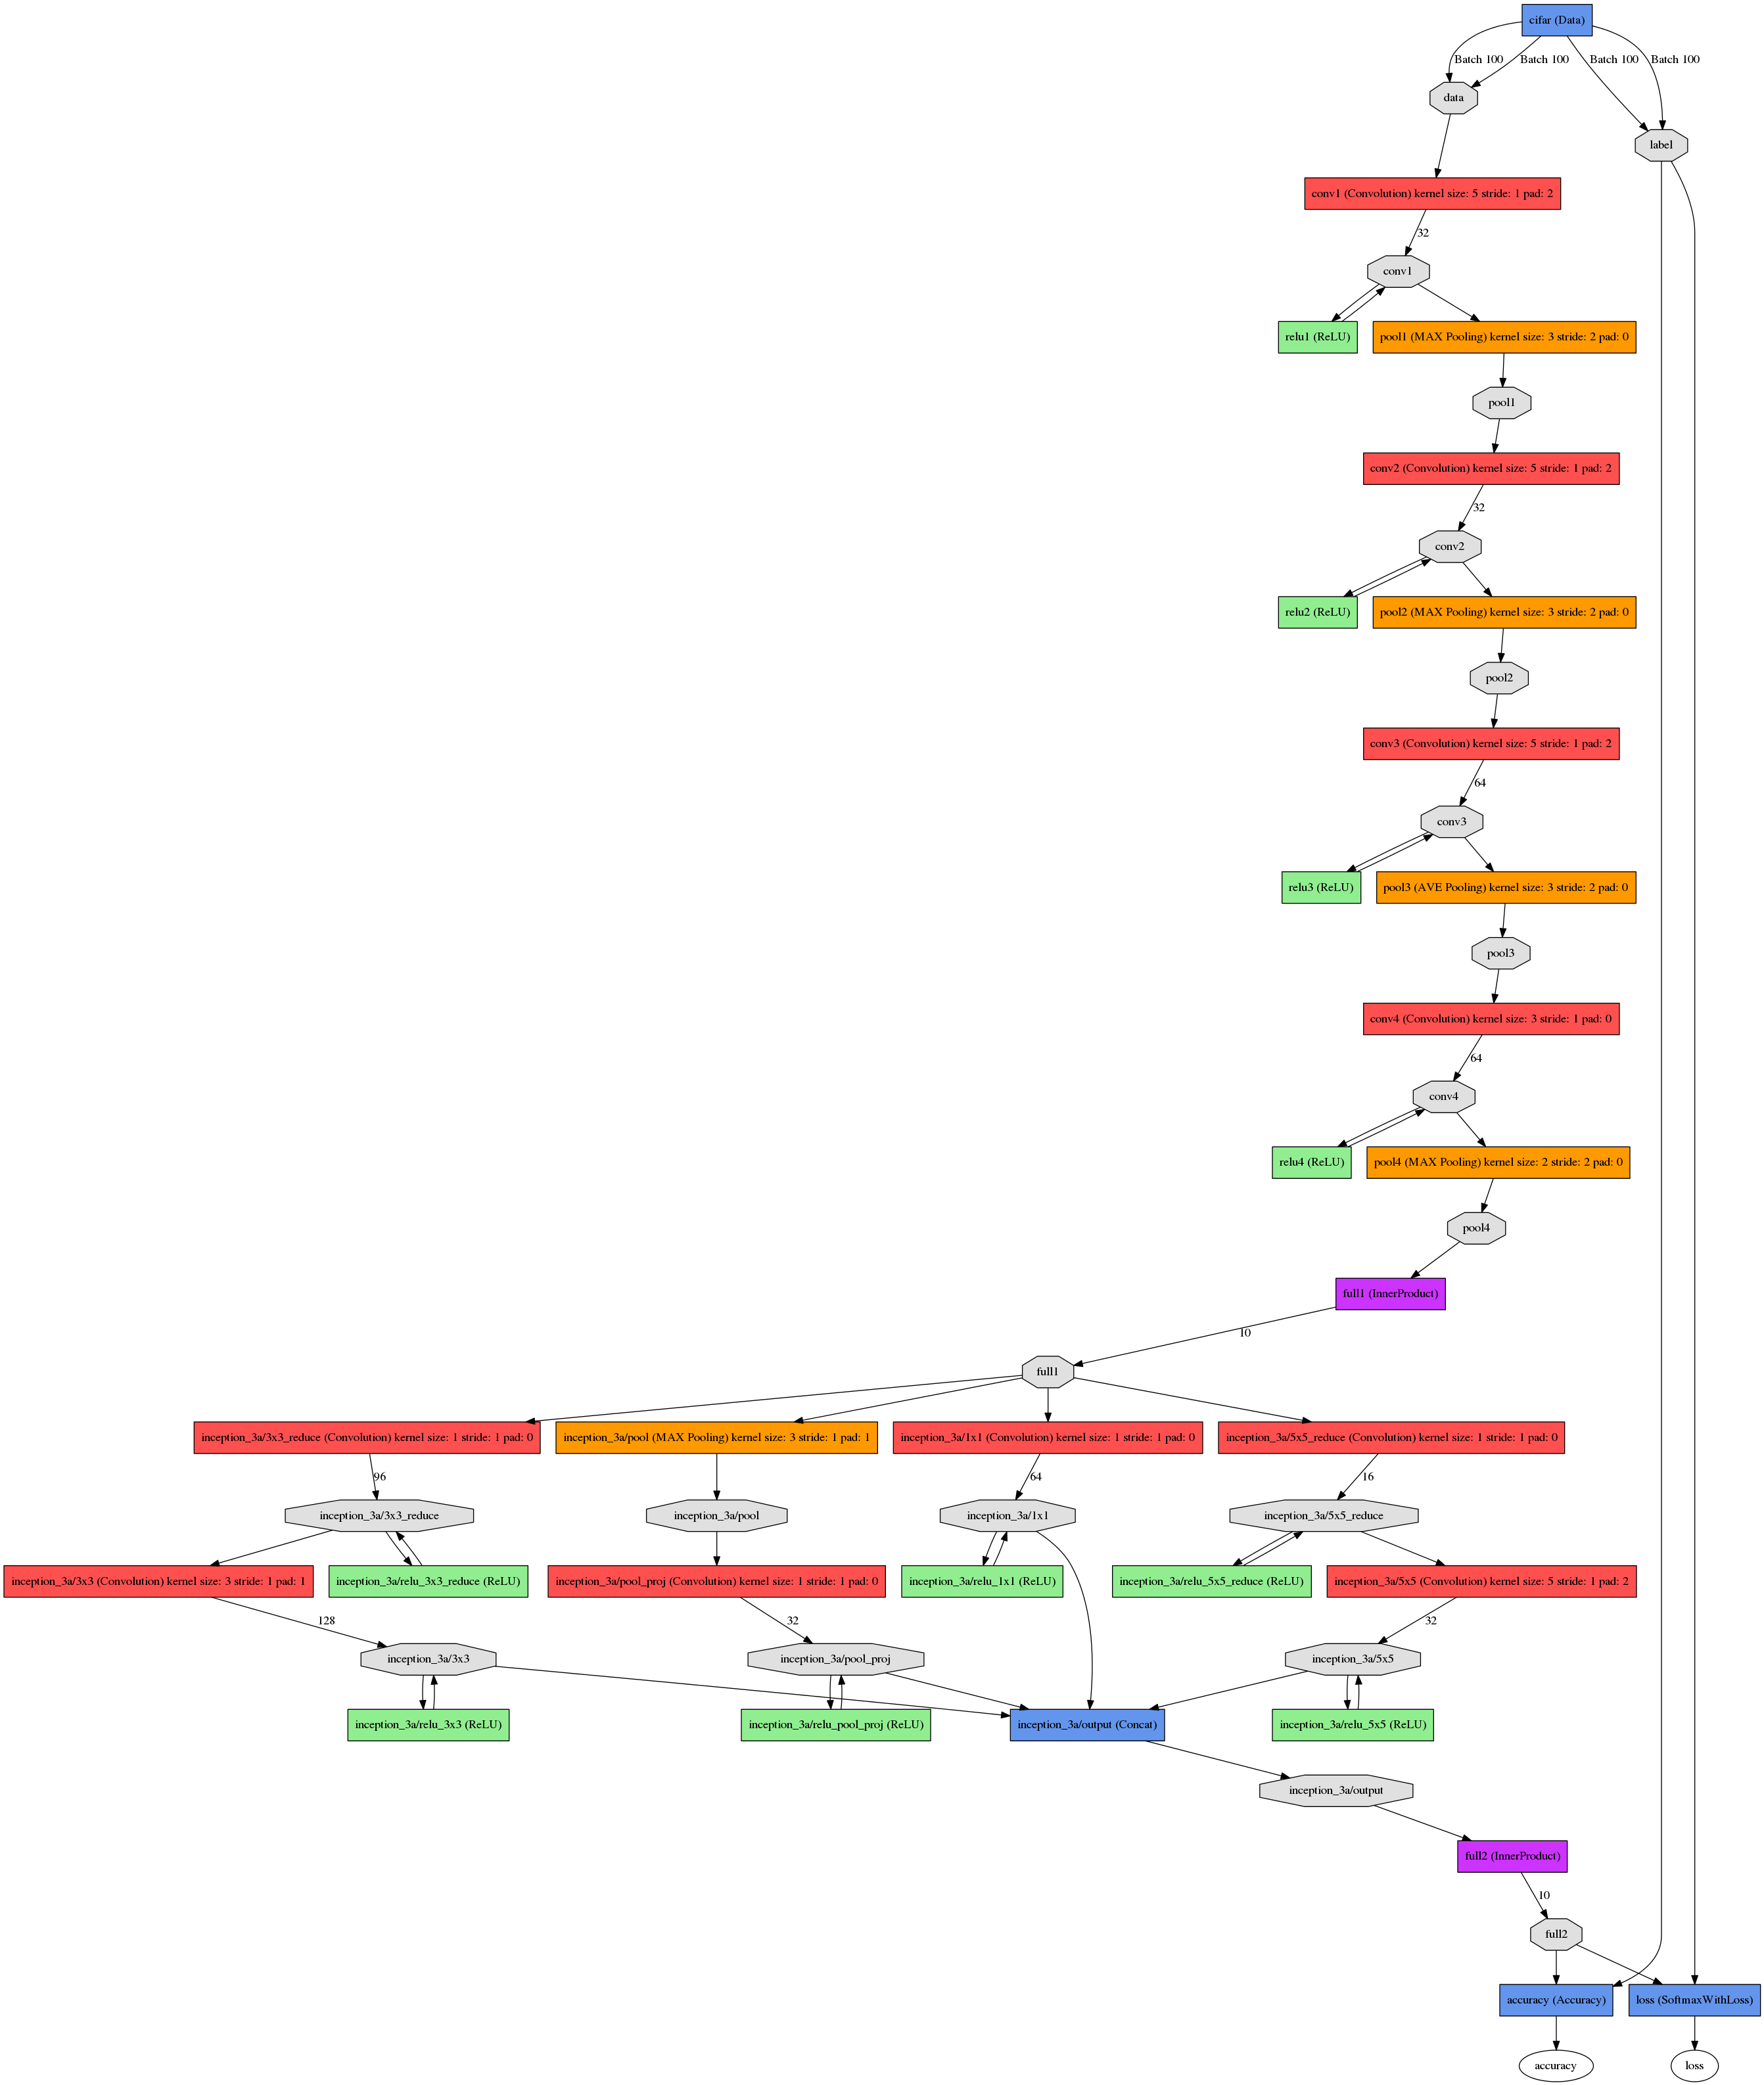 cifar (Data)
Batch 100
Batch 100
Batch 100
Batch 100
data
label
conv1 (Convolution) kernel size: 5 stride: 1 pad: 2
32
conv1
relu1 (ReLU)
pool1 (MAX Pooling) kernel size: 3 stride: 2 pad: 0
pool1
conv2 (Convolution) kernel size: 5 stride: 1 pad: 2
32
conv2
relu2 (ReLU)
pool2 (MAX Pooling) kernel size: 3 stride: 2 pad: 0
pool2
conv3 (Convolution) kernel size: 5 stride: 1 pad: 2
64
conv3
relu3 (ReLU)
pool3 (AVE Pooling) kernel size: 3 stride: 2 pad: 0
pool3
conv4 (Convolution) kernel size: 3 stride: 1 pad: 0
64
conv4
relu4 (ReLU)
pool4 (MAX Pooling) kernel size: 2 stride: 2 pad: 0
pool4
full1 (InnerProduct)
10
full1
inception_3a/3x3_reduce (Convolution) kernel size: 1 stride: 1 pad: 0
inception_3a/pool (MAX Pooling) kernel size: 3 stride: 1 pad: 1
inception_3a/1x1 (Convolution) kernel size: 1 stride: 1 pad: 0
inception_3a/5x5_reduce (Convolution) kernel size: 1 stride: 1 pad: 0
96
64
16
inception_3a/3x3_reduce
inception_3a/pool
inception_3a/1x1
inception_3a/5x5_reduce
inception_3a/3x3 (Convolution) kernel size: 3 stride: 1 pad: 1
inception_3a/relu_3x3_reduce (ReLU)
inception_3a/pool_proj (Convolution) kernel size: 1 stride: 1 pad: 0
inception_3a/relu_1x1 (ReLU)
inception_3a/relu_5x5_reduce (ReLU)
inception_3a/5x5 (Convolution) kernel size: 5 stride: 1 pad: 2
128
32
32
inception_3a/3x3
inception_3a/pool_proj
inception_3a/5x5
inception_3a/relu_3x3 (ReLU)
inception_3a/relu_pool_proj (ReLU)
inception_3a/output (Concat)
inception_3a/relu_5x5 (ReLU)
inception_3a/output
full2 (InnerProduct)
10
full2
accuracy (Accuracy)
loss (SoftmaxWithLoss)
accuracy
loss